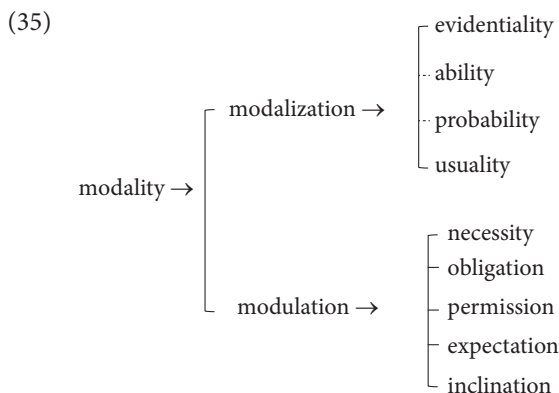 (35)
modality →
modalization →
evidentiality
ability
probability
usuality
modulation →
necessity
obligation
permission
expectation
inclination